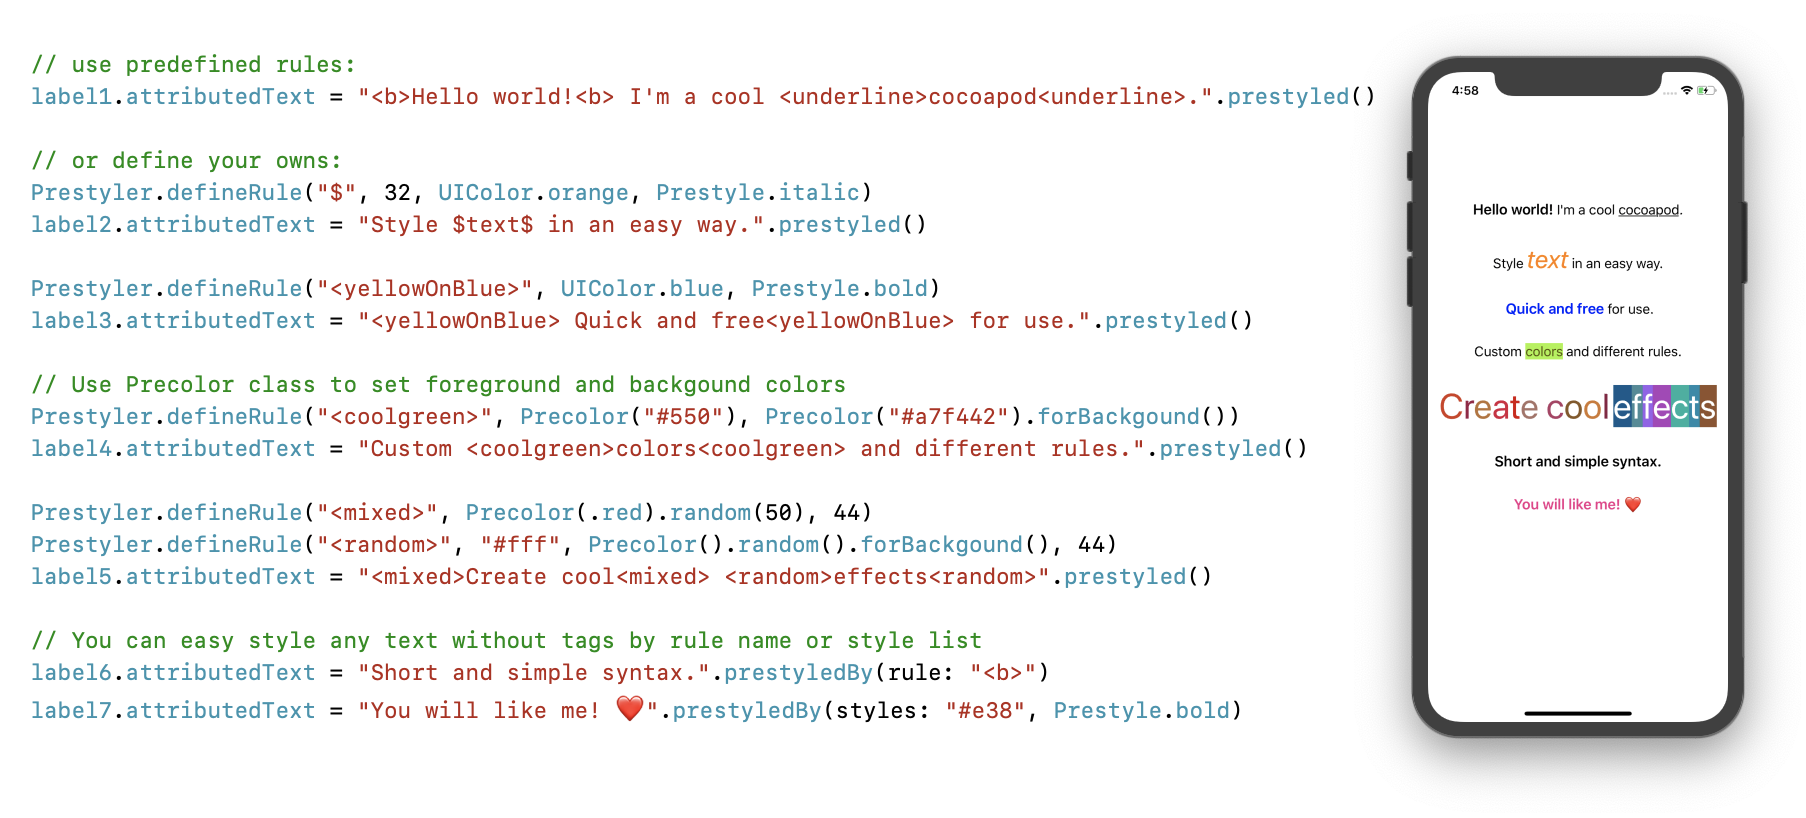 // use predefined rules:
label1.attributedText = "<b>Hello world!<b> I'm a cool <underline>cocoapod<underline>.".prestyled()
// or define your owns:
Prestyler.defineRule("$", 32, UIColor.orange, Prestyle.italic)
label2.attributedText = "Style $text$ in an easy way.".prestyled()
Prestyler.defineRule("<yellowOnBlue>", UIColor.blue, Prestyle.bold)
label3.attributedText = "<yellowOnBlue> Quick and free<yellowOnBlue> for use.".prestyled()
// Use Precolor class to set foreground and backgound colors
Prestyler.defineRule("<coolgreen>", Precolor("#550"), Precolor("#a7f442").forBackgound())
label4.attributedText = "Custom <coolgreen>colors<coolgreen> and different rules.".prestyled()
Prestyler.defineRule("<mixed>", Precolor(.red).random(50), 44)
Prestyler.defineRule("<random>", "#fff", Precolor().random().forBackgound(), 44)
label5.attributedText = "<mixed>Create cool<mixed> <random>effects<random>".prestyled()
// You can easy style any text without tags by rule name or style list
label6.attributedText = "Short and simple syntax.".prestyledBy(rule: "<b>")
label7.attributedText = "You will like me! ❤️".prestyledBy(styles: "#e38", Prestyle.bold)
4:58
Hello world! I'm a cool cocoapod.
Style text in an easy way.
Quick and free for use.
Custom colors and different rules.
Create cool effects
Short and simple syntax.
You will like me! ❤️